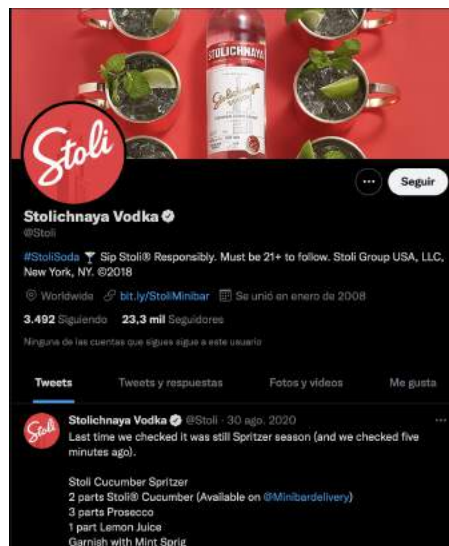 STOLICHNAYA
Stolichnaya
Stoli
Seguir
Stolichnaya Vodka
@Stoli
#StoliSoda 🍸 Sip Stoli® Responsibly. Must be 21+ to follow. Stoli Group USA, LLC,
New York, NY. ©2018
Worldwide bit.ly/StoliMinibar Se unió en enero de 2008
3.492 Siguiendo 23,3 mil Seguidores
Ninguna de las cuentas que sigues sigue a este usuario
Tweets Tweets y respuestas Fotos y vídeos Me gusta
Stoli
Stolichnaya Vodka @Stoli · 30 ago. 2020
Last time we checked it was still Spritzer season (and we checked five
minutes ago).
Stoli Cucumber Spritzer
2 parts Stoli® Cucumber (Available on @Minibardelivery)
3 parts Prosecco
1 part Lemon Juice
Garnish with Mint Sprig